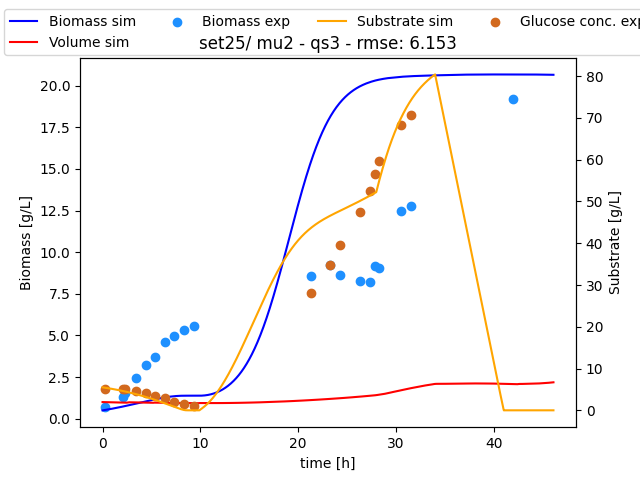 Biomass sim Biomass exp Substrate sim Glucose conc. exp
Volume sim
set25/ mu2 - qs3 - rmse: 6.153
20.0
17.5
15.0
12.5
10.0
7.5
5.0
2.5
0.0
Biomass [g/L]
80
70
60
50
40
30
20
10
0
Substrate [g/L]
0 10 20 30 40
time [h]